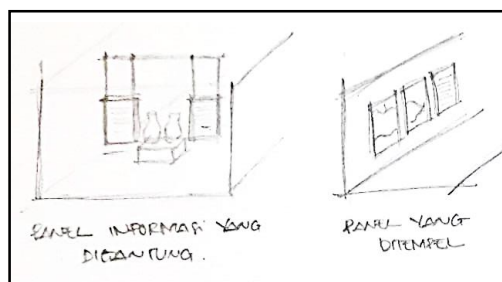 PANEL INFORMASI YANG
DIGANTUNG.
PANEL YANG
DITEMPEL